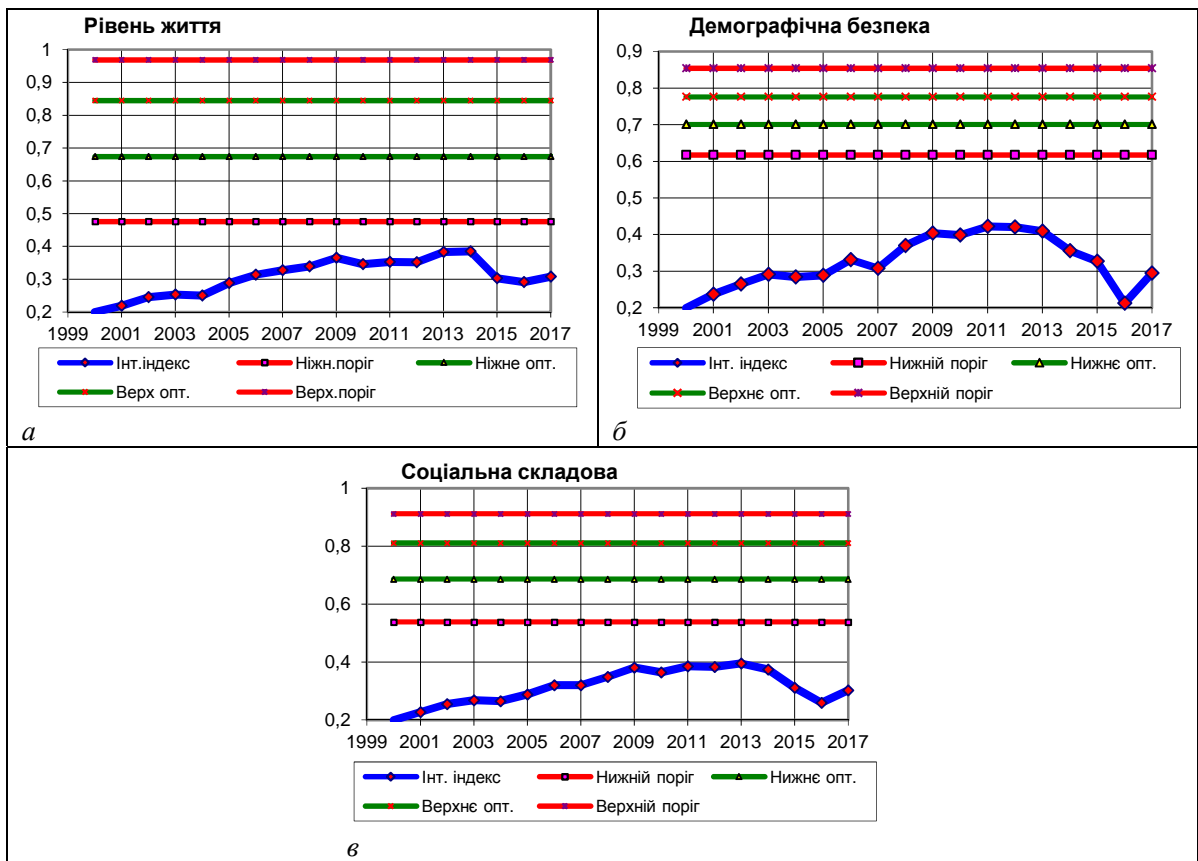 Рівень життя
1
0,9
0,8
0,7
0,6
0,5
0,4
0,3
0,2
1999 2001 2003 2005 2007 2009 2011 2013 2015 2017
Інт.індекс Ніжн.поріг Ніжне опт.
Верх опт. Верх.поріг
а
Демографічна безпека
0,9
0,8
0,7
0,6
0,5
0,4
0,3
0,2
1999 2001 2003 2005 2007 2009 2011 2013 2015 2017
Інт. індекс Нижній поріг Нижнє опт.
Верхнє опт. Верхній поріг
б
Соціальна складова
1
0,8
0,6
0,4
0,2
1999 2001 2003 2005 2007 2009 2011 2013 2015 2017
Інт. індекс Нижній поріг Нижнє опт.
Верхнє опт. Верхній поріг
в